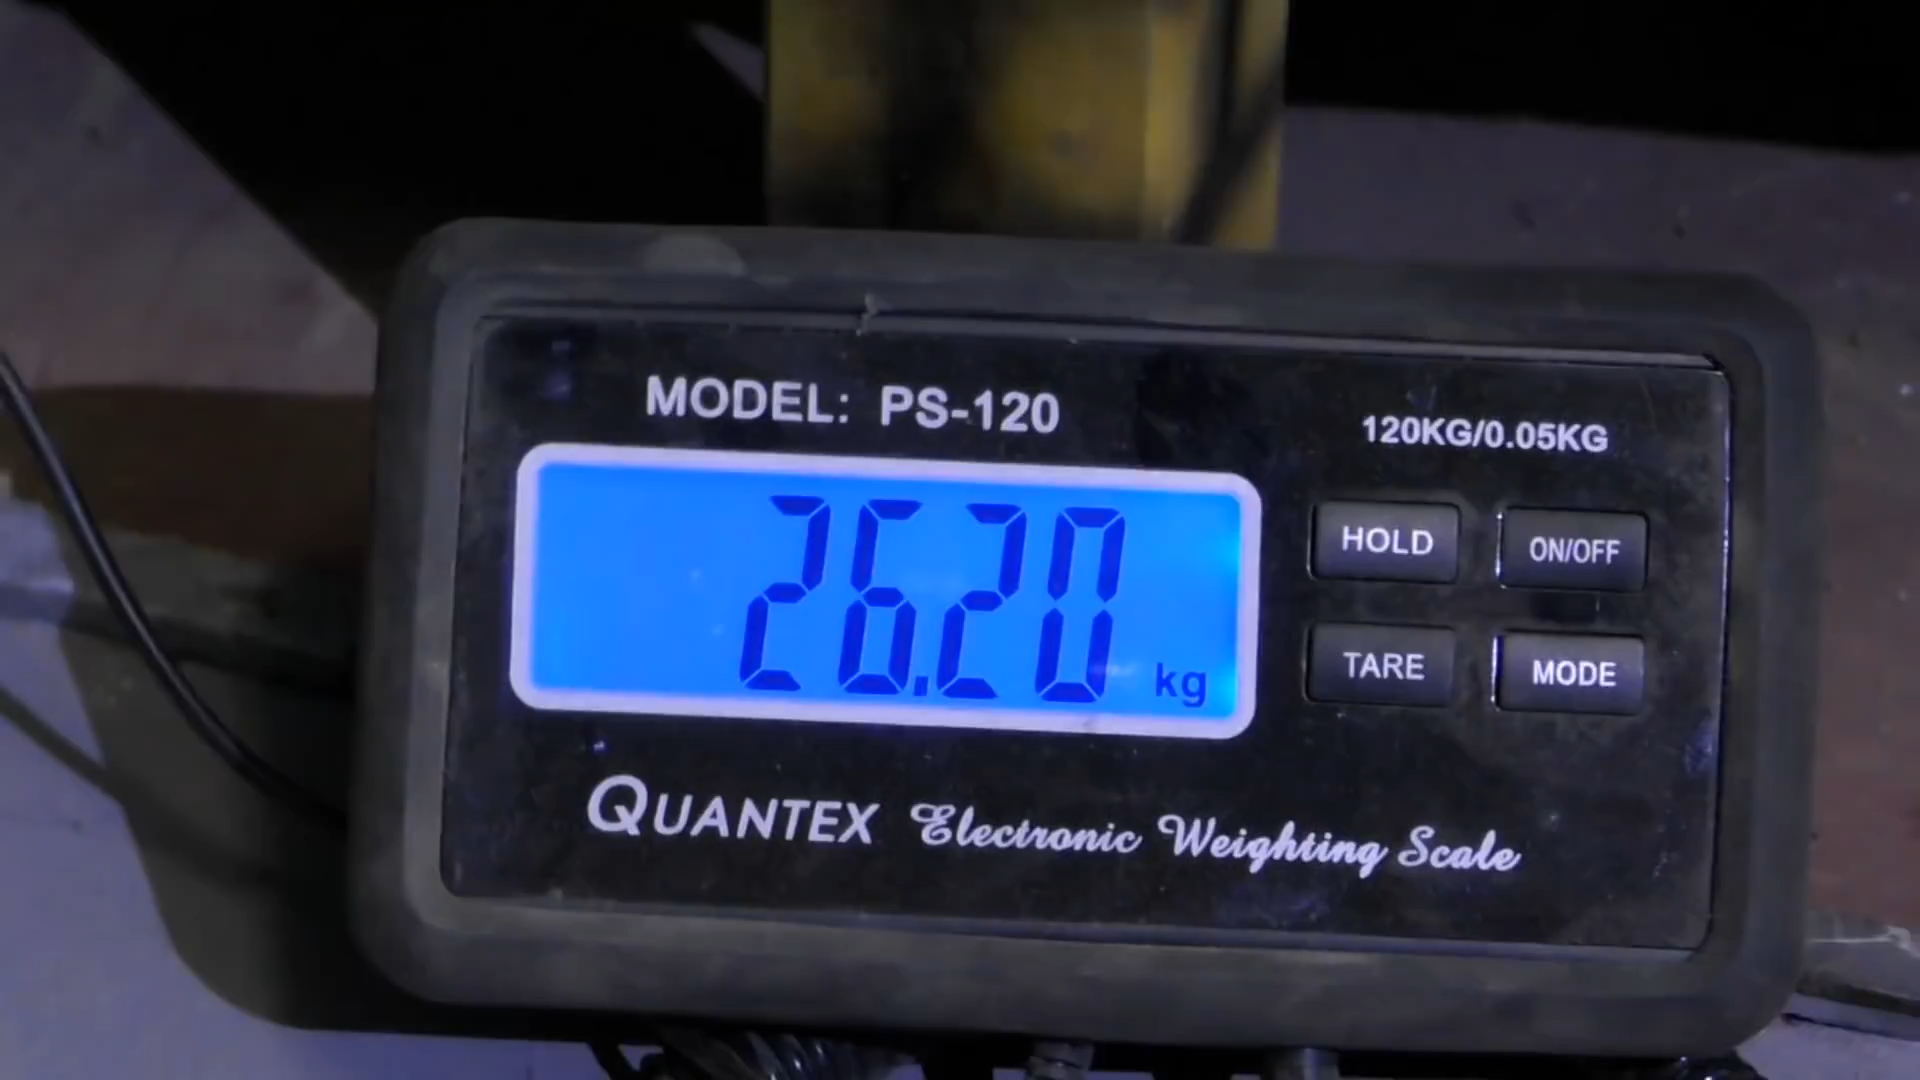 MODEL: PS-120
120KG/0.05KG
26.20 kg
HOLD
ON/OFF
TARE
MODE
QUANTEX Electronic Weighting Scale